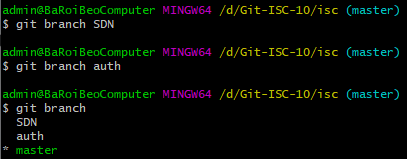 admin@BaRoiBeoComputer MINGW64 /d/Git-ISC-10/isc (master)
$ git branch SDN
admin@BaRoiBeoComputer MINGW64 /d/Git-ISC-10/isc (master)
$ git branch auth
admin@BaRoiBeoComputer MINGW64 /d/Git-ISC-10/isc (master)
$ git branch
SDN
auth
* master